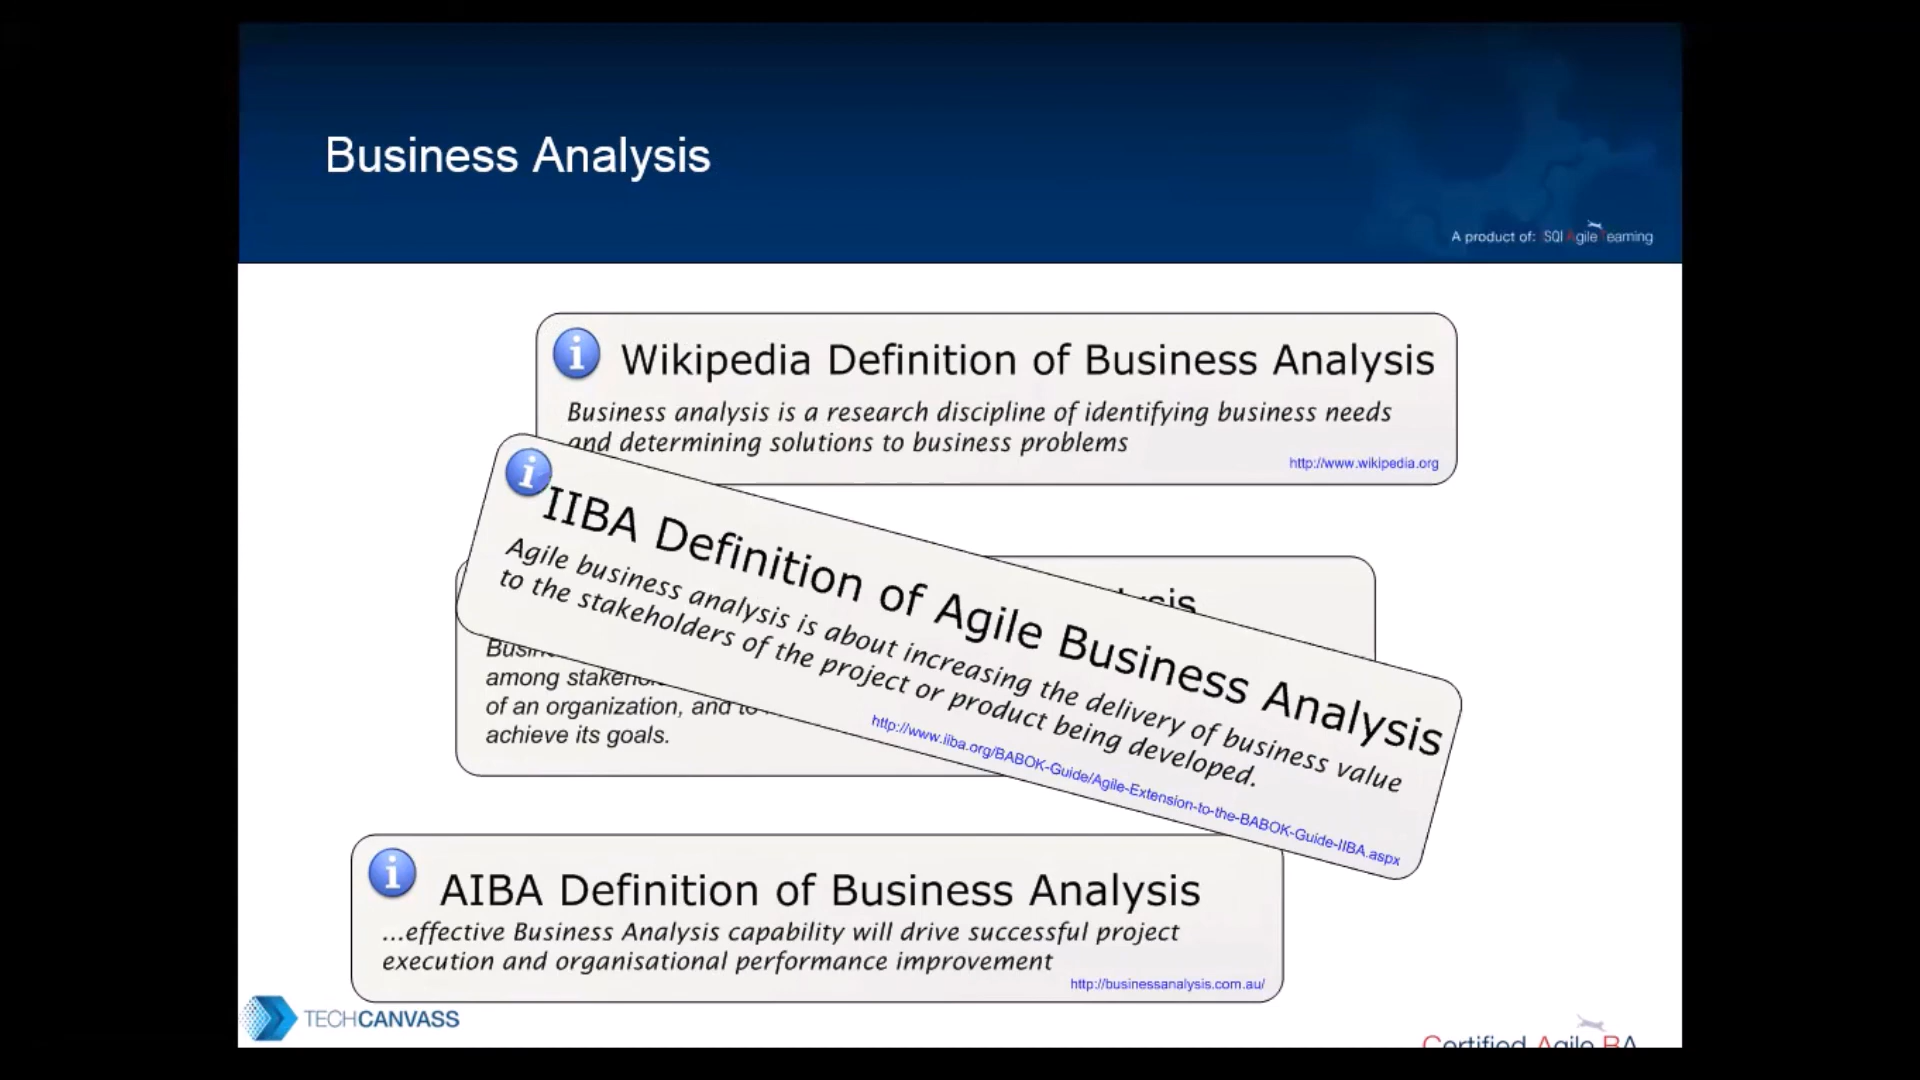 Business Analysis
A product of: iSQI Agile Learning
Wikipedia Definition of Business Analysis
Business analysis is a research discipline of identifying business needs
and determining solutions to business problems
http://www.wikipedia.org
IIBA Definition of Agile Business Analysis
Agile business analysis is about increasing the delivery of business value
to the stakeholders of the project or product being developed.
http://www.iiba.org/BABOK-Guide/Agile-Extension-to-the-BABOK-Guide-IIBA.aspx
among
of an organization, and to
achieve its goals.
AIBA Definition of Business Analysis
...effective Business Analysis capability will drive successful project
execution and organisational performance improvement
http://businessanalysis.com.au/
TECHCANVASS
Certified Agile BA